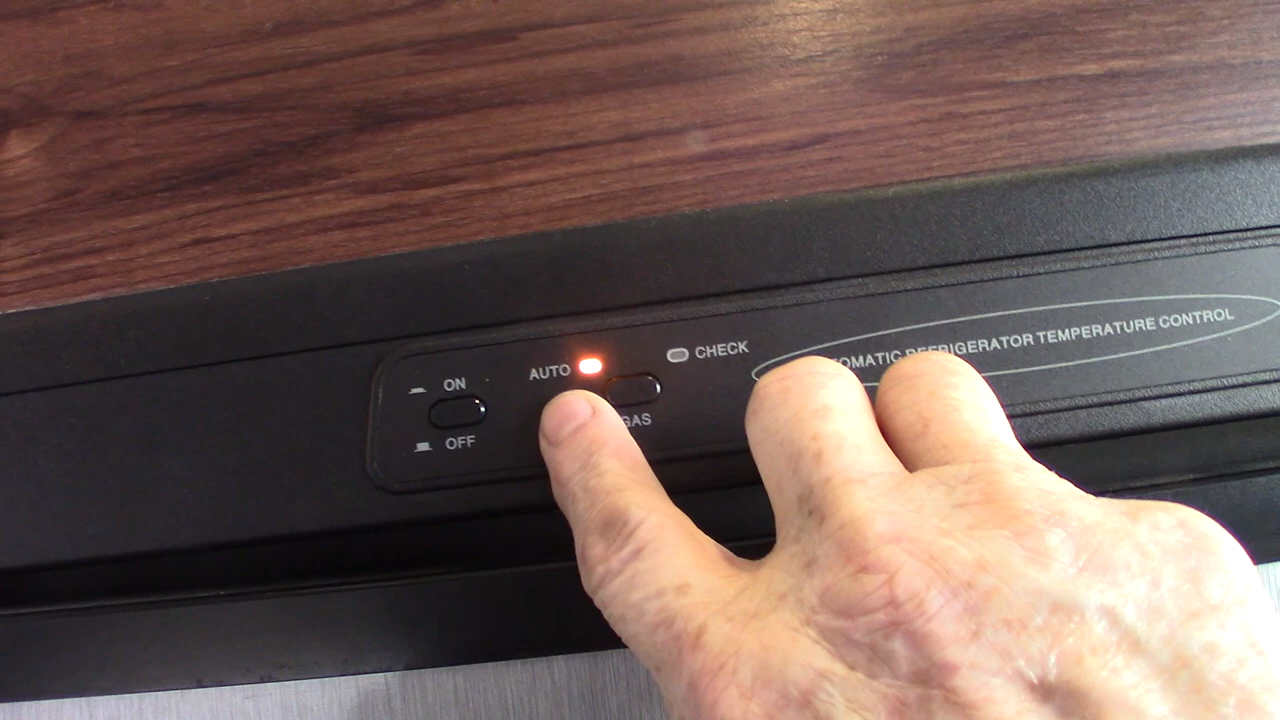 ON
OFF
AUTO
GAS
CHECK
REFRIGERATOR TEMPERATURE CONTROL